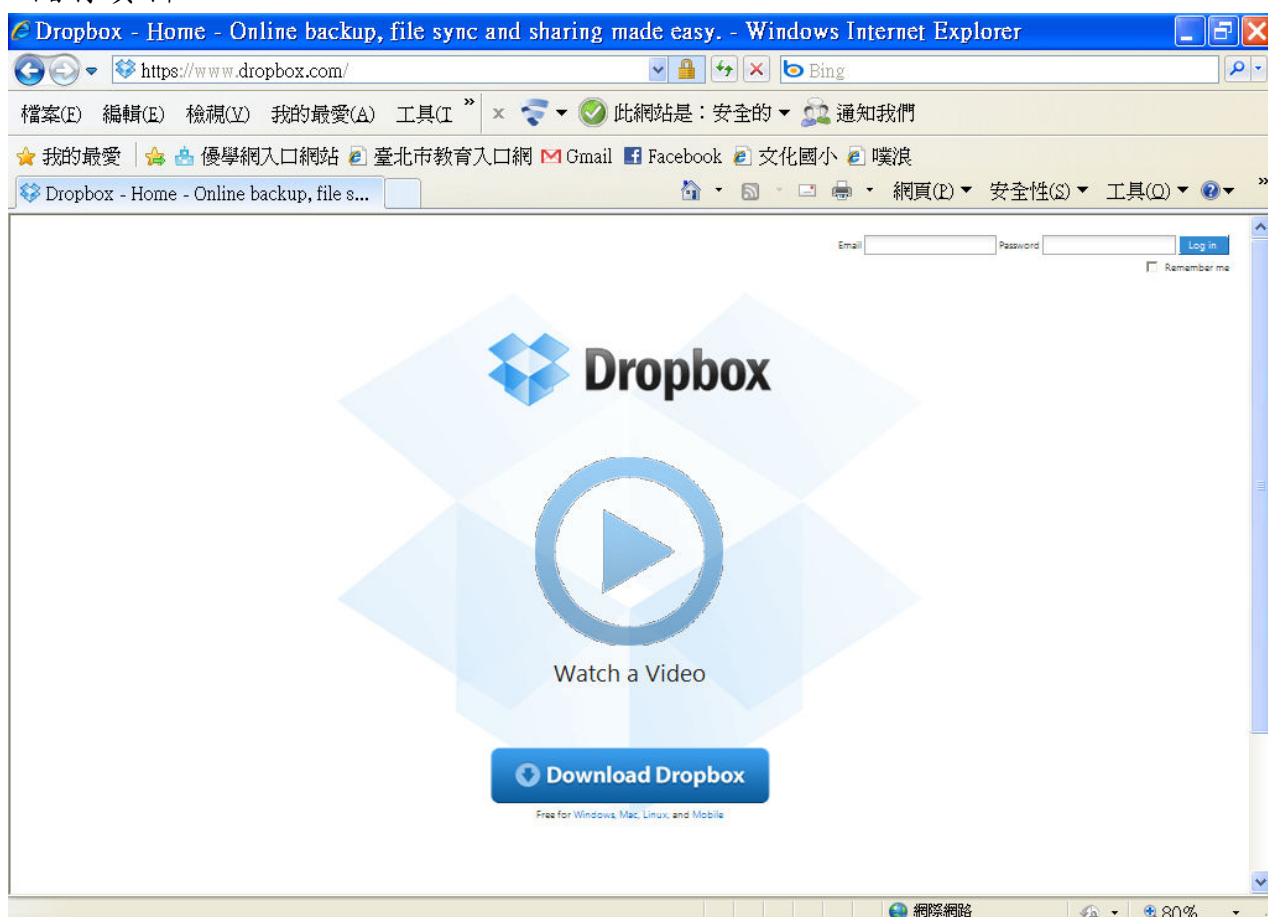 Dropbox - Home - Online backup, file sync and sharing made easy. - Windows Internet Explorer
https://www.dropbox.com/ Bing
檔案(F) 編輯(E) 檢視(V) 我的最愛(A) 工具(T » x 此網站是：安全的 通知我們
我的最愛 優學網入口網站 臺北市教育入口網 Gmail Facebook 文化國小 噗浪
Dropbox - Home - Online backup, file s... 網頁(P) 安全性(S) 工具(O) »
Email Password Log in
Remember me
Dropbox
Watch a Video
Download Dropbox
Free for Windows, Mac, Linux, and Mobile
網際網路 80%